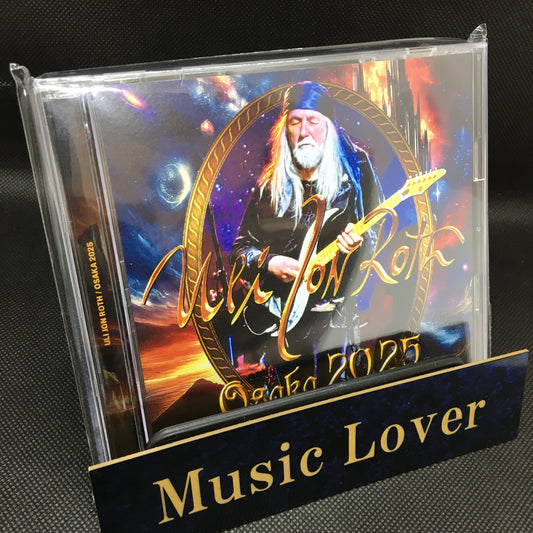 ULI JON ROTH / OSAKA 2025
Uli Jon Roth
Osaka 2025
Music Lover